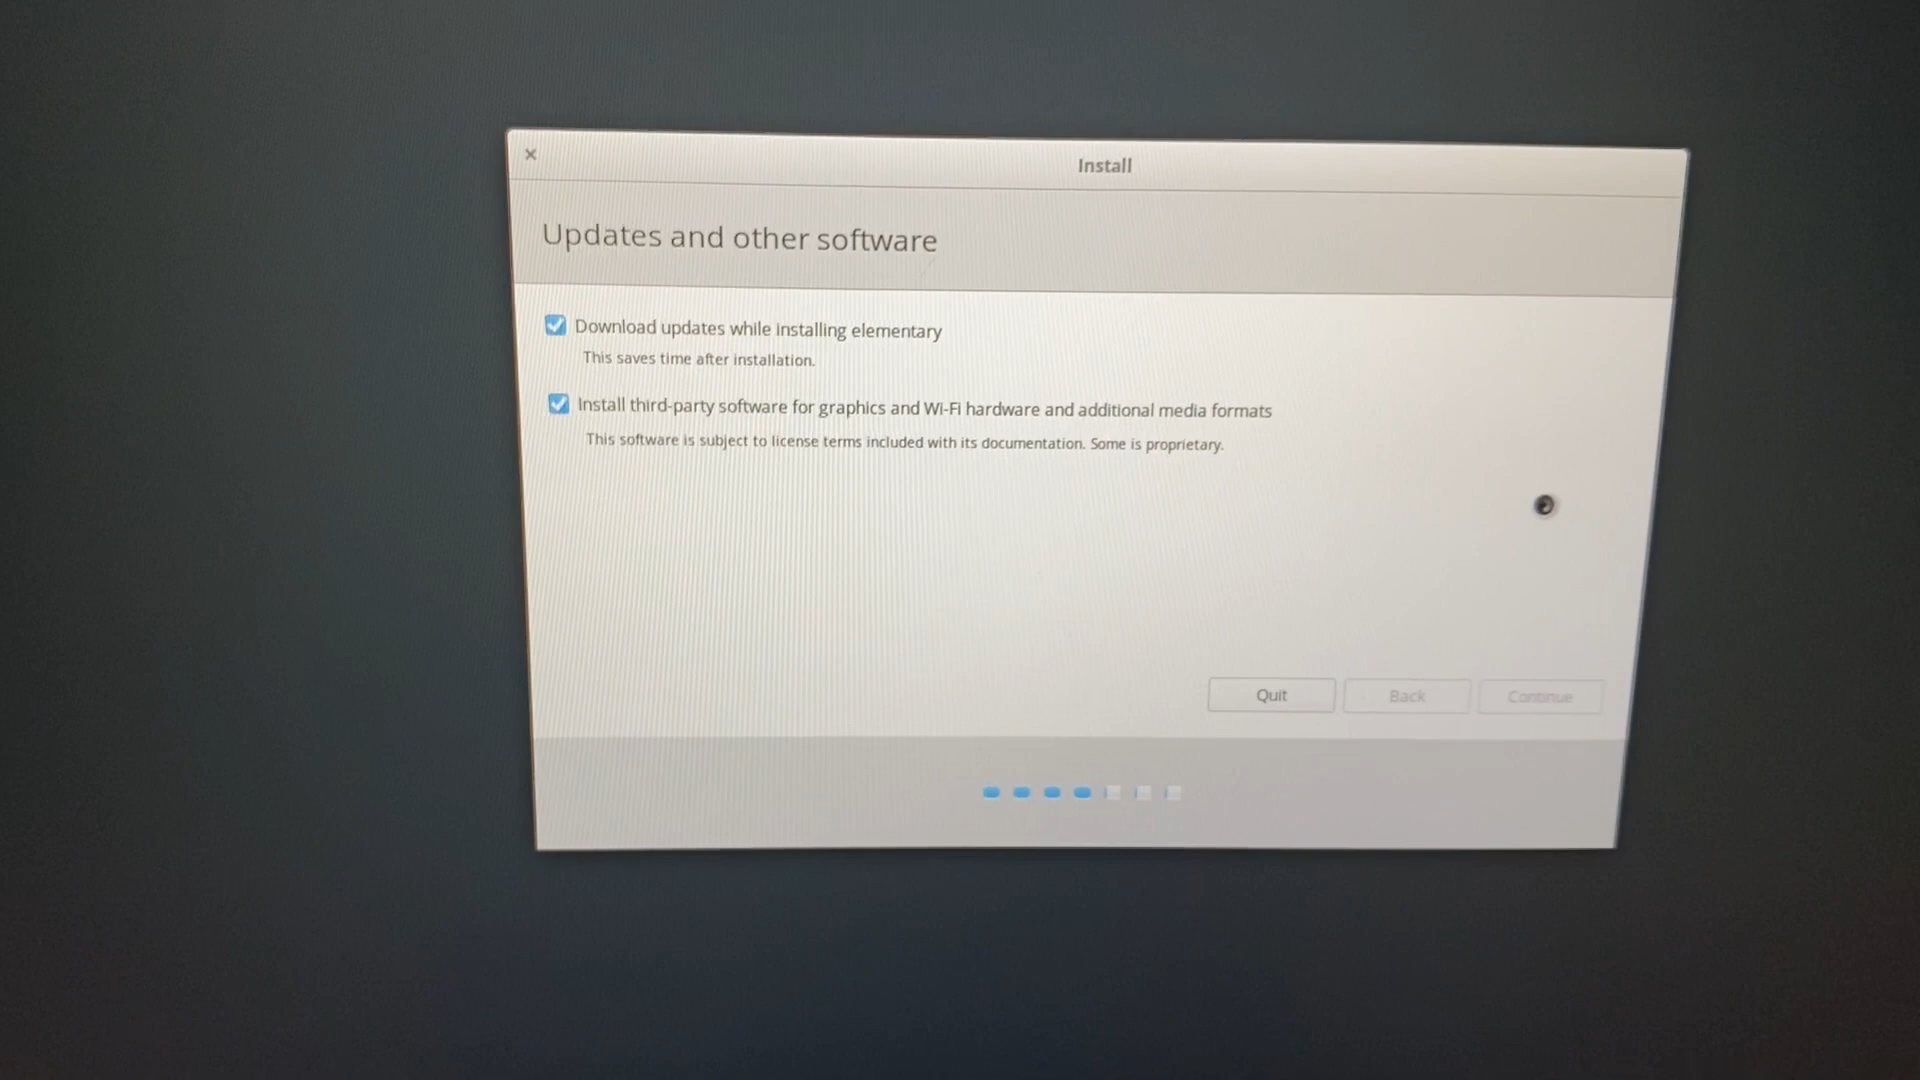 Install
Updates and other software
Download updates while installing elementary
This saves time after installation.
Install third-party software for graphics and Wi-Fi hardware and additional media formats
This software is subject to license terms included with its documentation. Some is proprietary.
Quit Back Continue